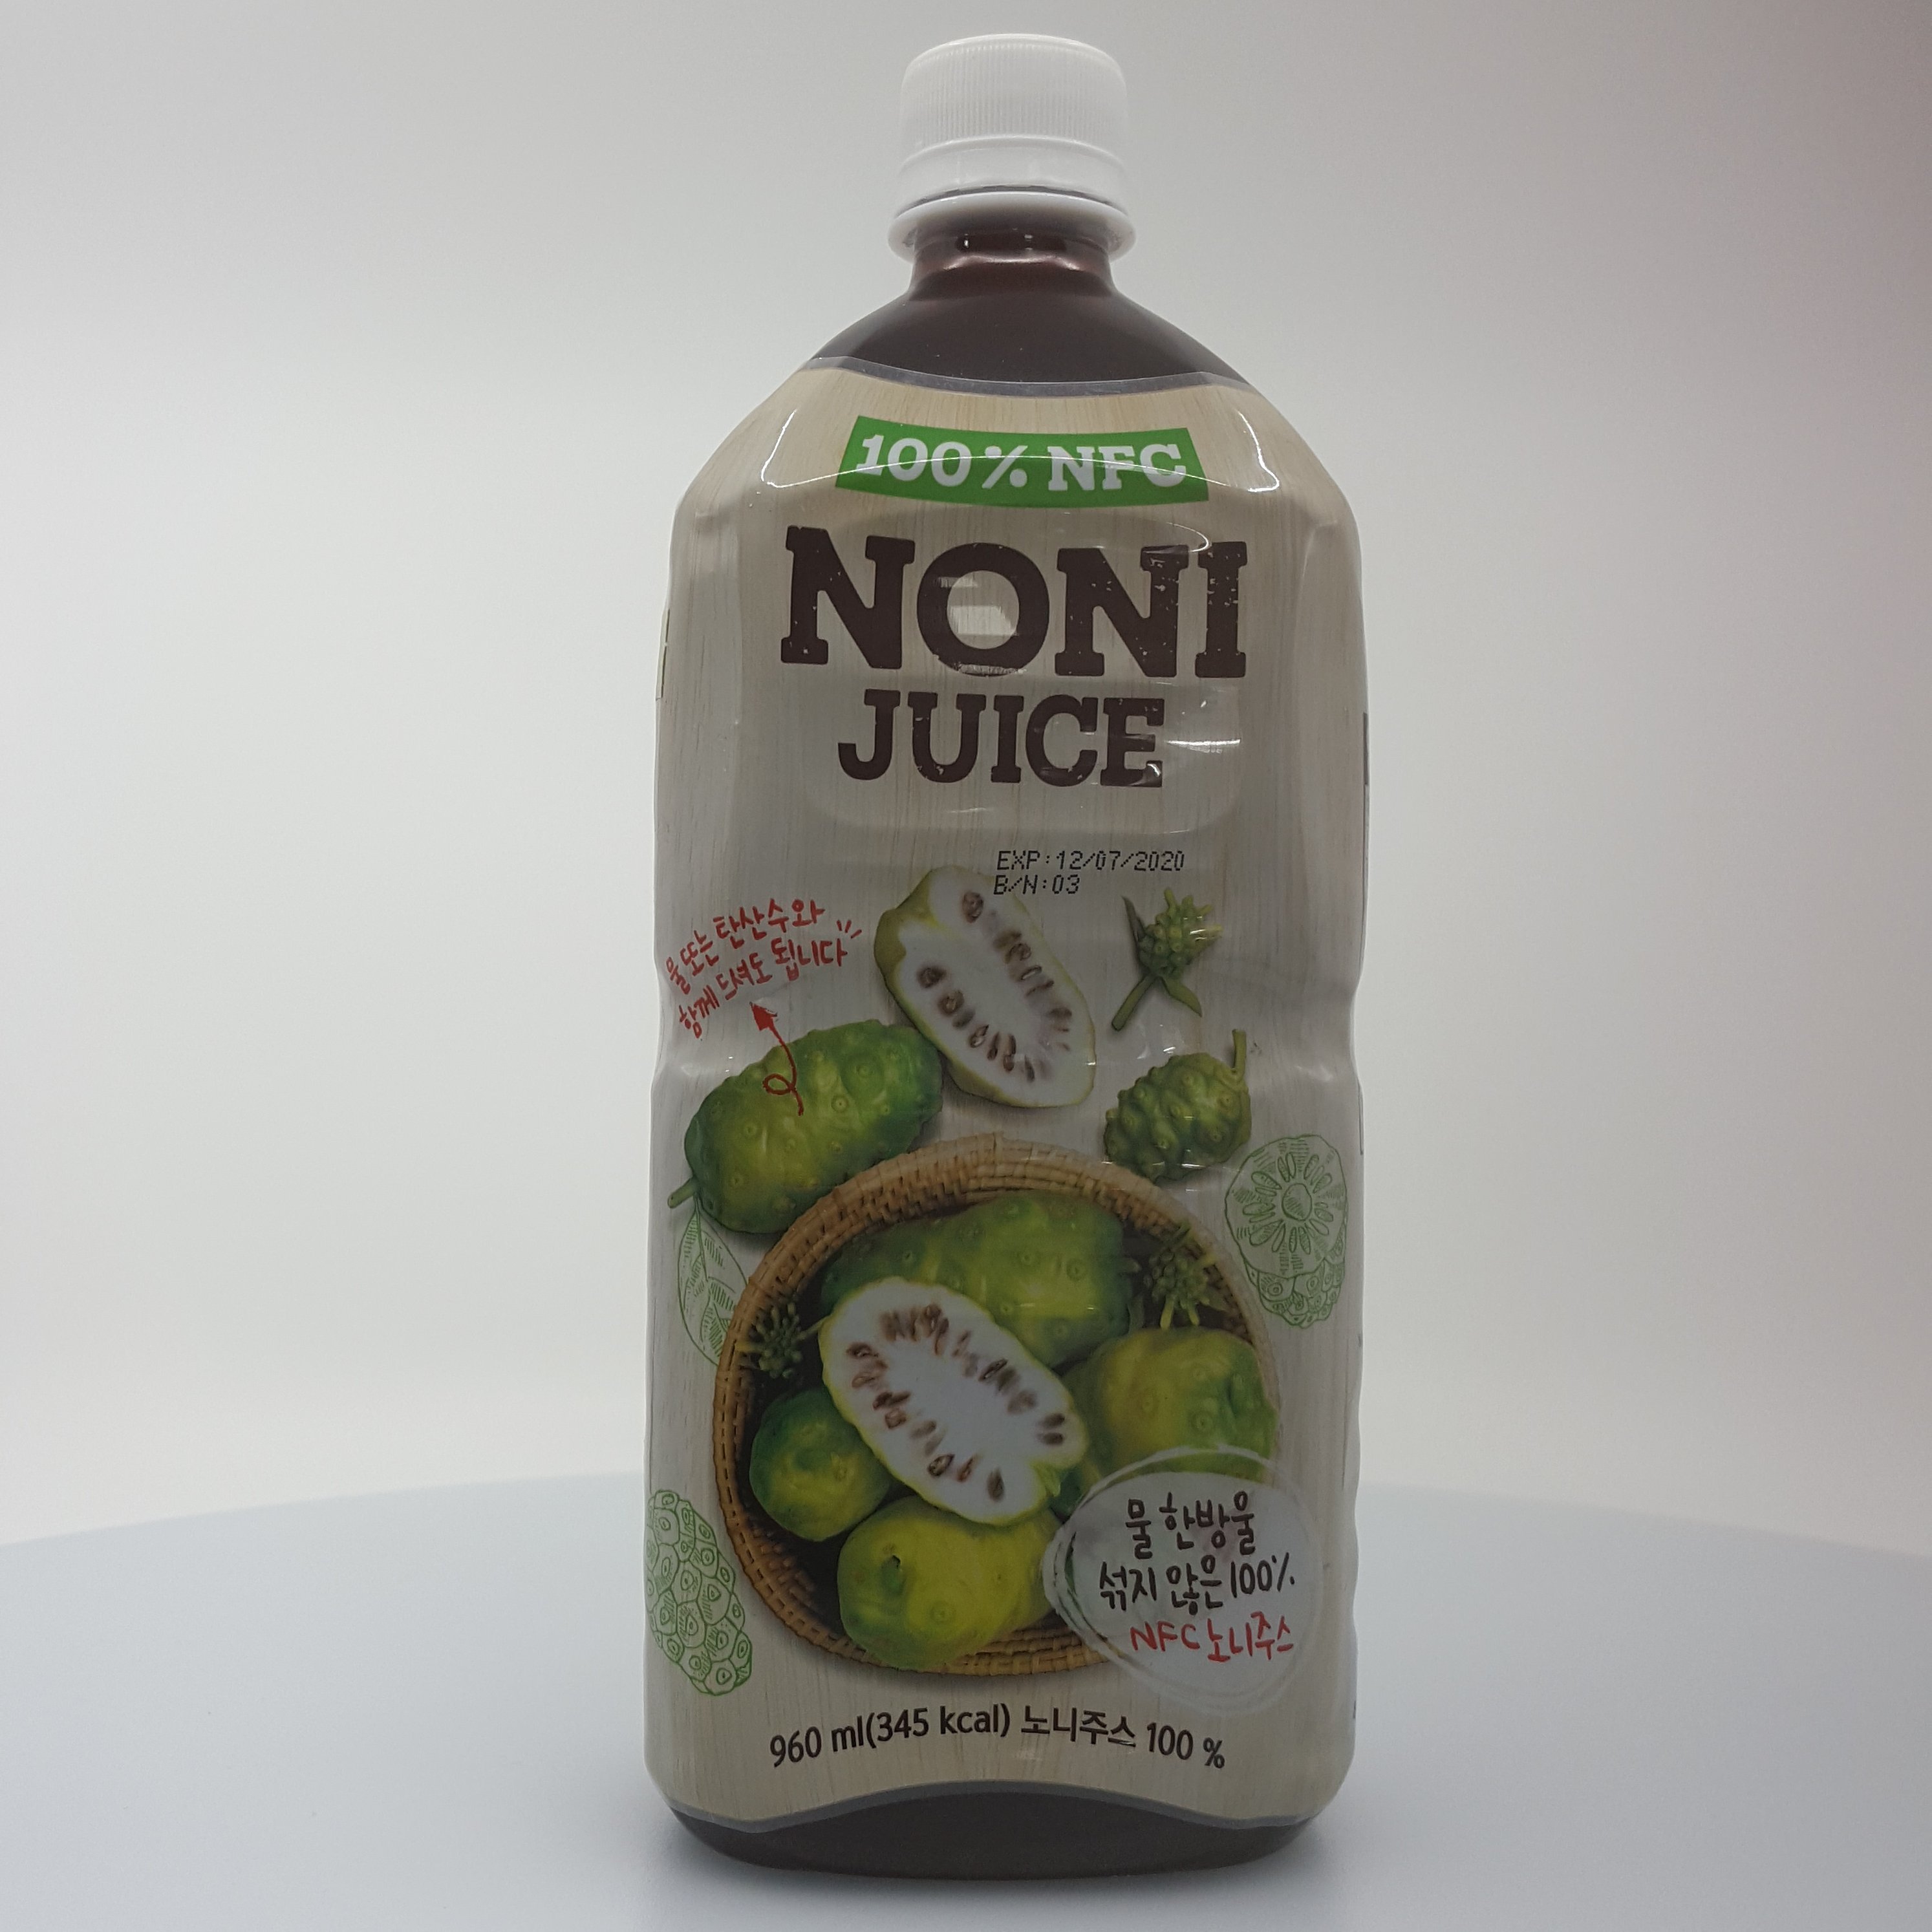 100% NFC
NONI
JUICE
EXP:12/07/2020
B/N:03
물 또는 탄산수와
함께 드셔도 됩니다
물 한방울
섞지 않은 100%
NFC 노니주스
960 ml(345 kcal) 노니주스 100 %